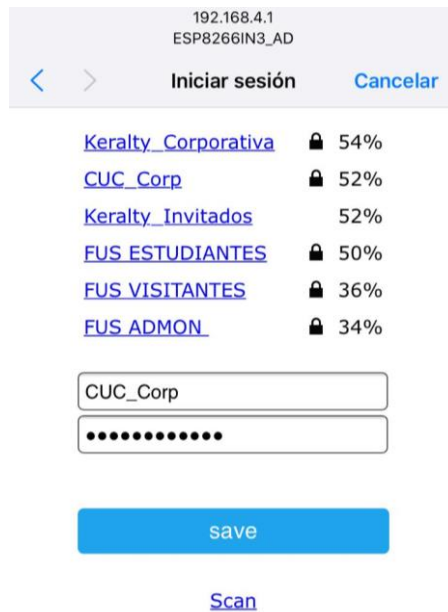 192.168.4.1
ESP8266IN3_AD
Iniciar sesión Cancelar
Keralty_Corporativa 54%
CUC_Corp 52%
Keralty_Invitados 52%
FUS ESTUDIANTES 50%
FUS VISITANTES 36%
FUS ADMON 34%
CUC_Corp
●●●●●●●●●●●●
save
Scan